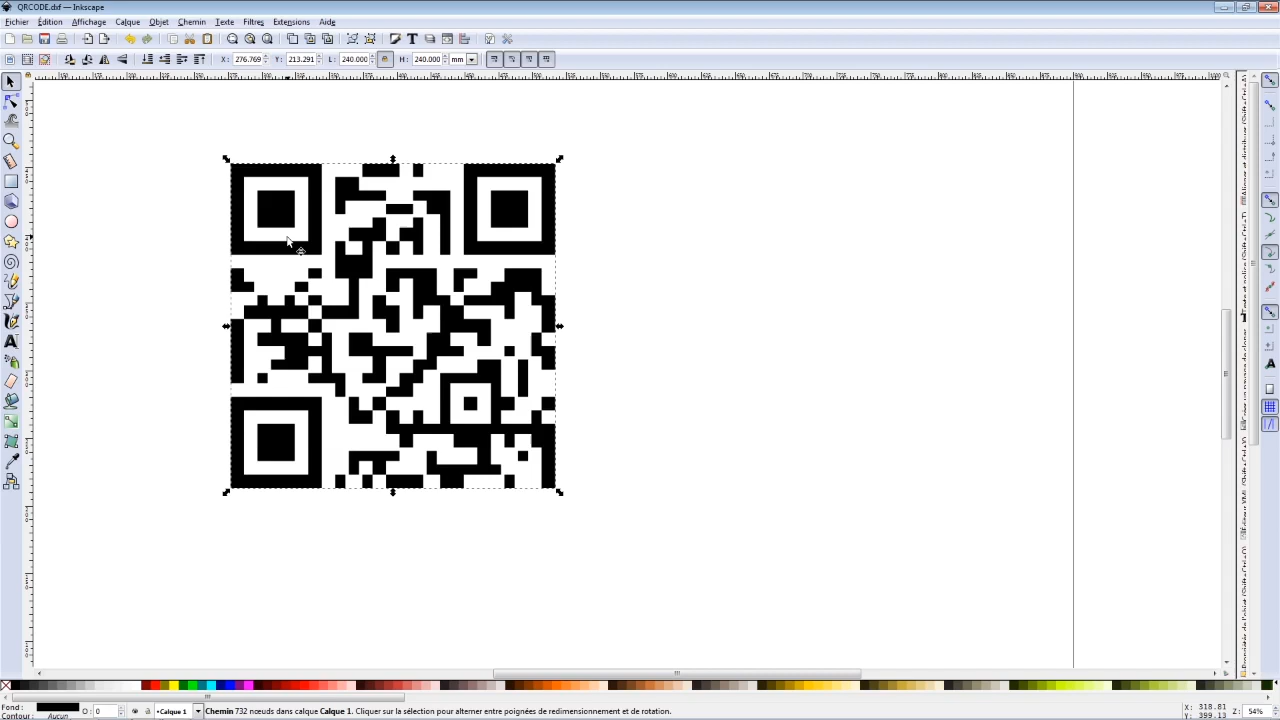 QRCODE.dxf — Inkscape
Fichier Édition Affichage Calque Objet Chemin Texte Filtres Extensions Aide
X: 276.769 Y: 213.291 L: 240.000 H: 240.000 mm
Fond :
Contour : Aucun
O: 0
•Calque 1
Chemin 732 nœuds dans calque Calque 1. Cliquer sur la sélection pour alterner entre poignées de redimensionnement et de rotation.
X: 318.81
Y: 399.13
Z: 54%